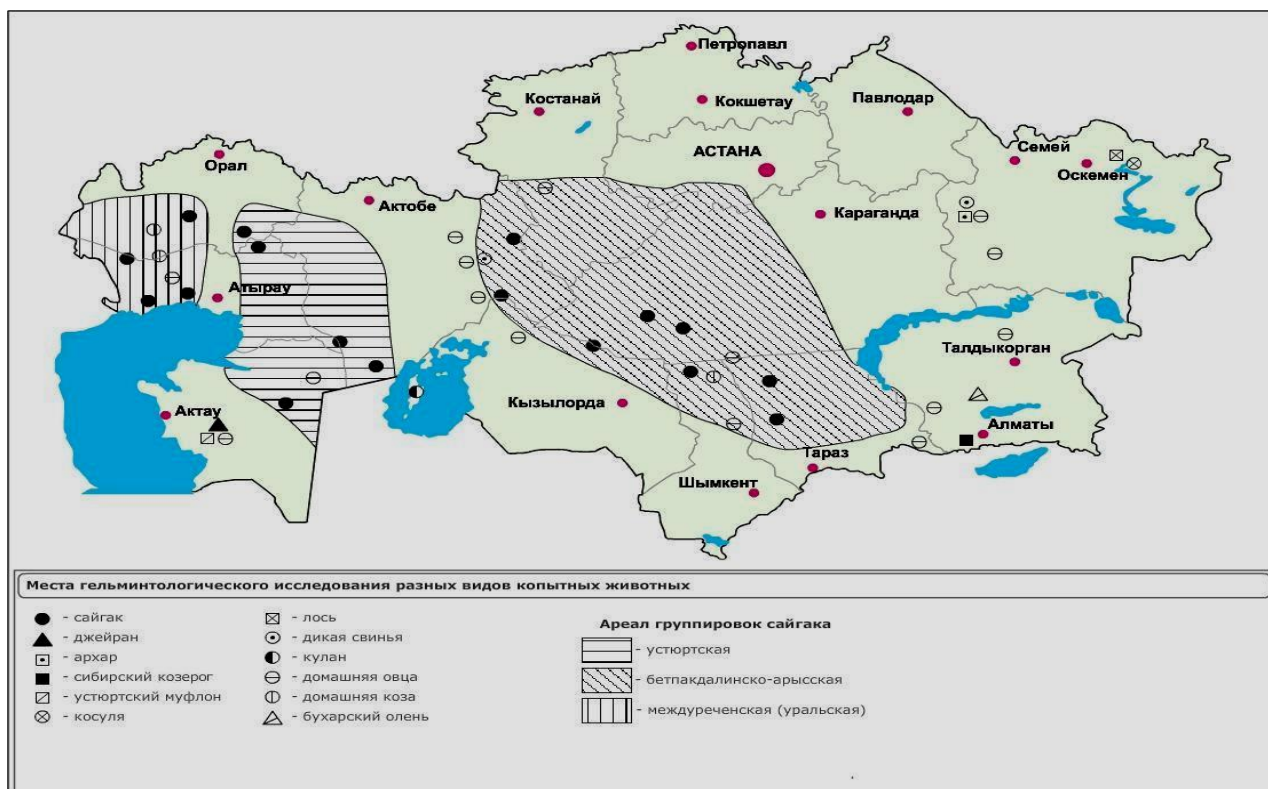 Петропавл
Костанай
Кокшетау
Павлодар
АСТАНА
Семей
Орал
Оскемен
Актобе
Караганда
Атырау
Талдыкорган
Кызылорда
Актау
Алматы
Тараз
Шымкент
Места гельминтологического исследования разных видов копытных животных
- сайгак
- джейран
- архар
- сибирский козерог
- устюртский муфлон
- косуля
- лось
- дикая свинья
- кулан
- домашняя овца
- домашняя коза
- бухарский олень
Ареал группировок сайгака
- устюртская
- бетпакдалинско-арысская
- междуреченская (уральская)